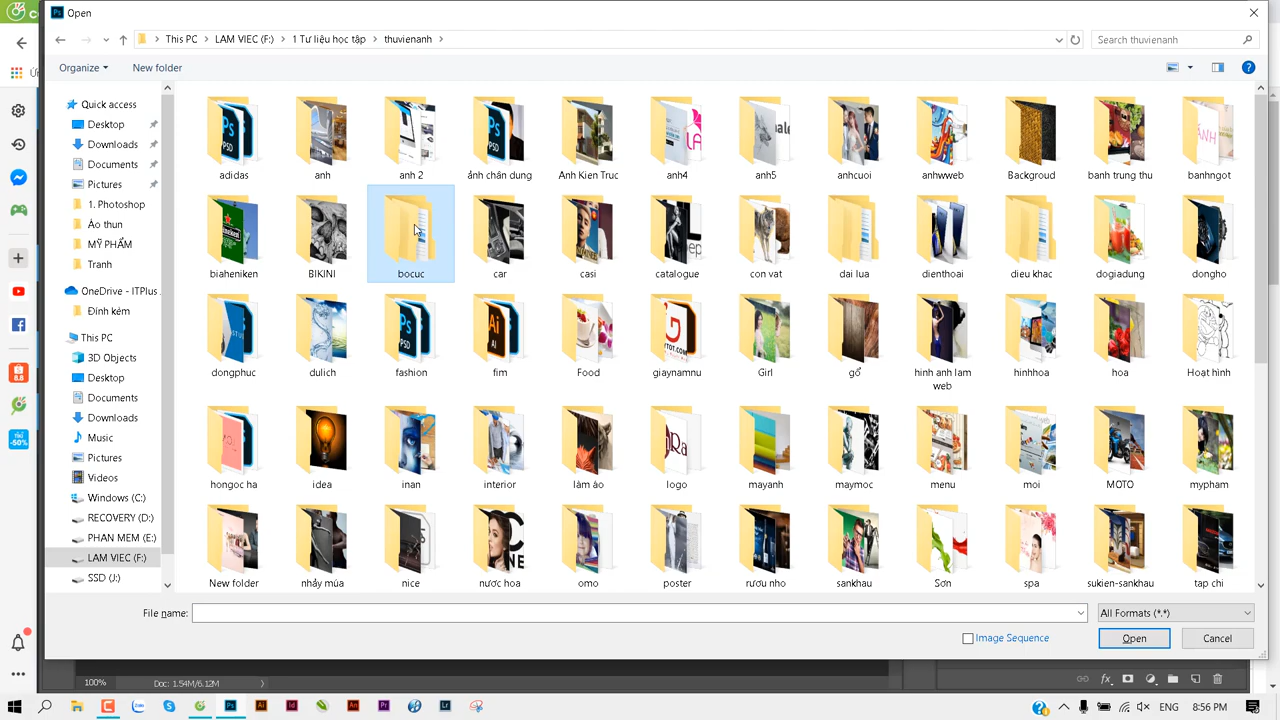 Open
This PC > LAM VIEC (F:) > 1 Tư liệu học tập > thuvienanh >
Search thuvienanh
Organize
New folder
Quick access
Desktop
Downloads
Documents
Pictures
1. Photoshop
Áo thun
MỸ PHẨM
Tranh
OneDrive - ITPlus
Đính kèm
This PC
3D Objects
Desktop
Documents
Downloads
Music
Pictures
Videos
Windows (C:)
RECOVERY (D:)
PHAN MEM (E:)
LAM VIEC (F:)
SSD (J:)
adidas
anh
anh 2
ảnh chân dung
Anh Kien Truc
anh4
anh5
anhcuoi
anhwweb
Backgroud
banh trung thu
banhngot
biaheniken
BIKINI
bocuc
car
casi
catalogue
con vat
dai lua
dienthoai
dieu khac
dogiadung
dongho
dongphuc
dulich
fashion
fim
Food
giaynamnu
Girl
gổ
hinh anh lam
web
hinhhoa
hoa
Hoạt hình
hongoc ha
idea
inan
interior
làm áo
logo
mayanh
maymoc
menu
moi
MOTO
mypham
New folder
nhảy múa
nice
nươc hoa
omo
poster
rượu nho
sankhau
Sơn
spa
sukien-sankhau
tap chi
File name:
All Formats (*.*)
Image Sequence
Open
Cancel
100%
Doc: 1.54M/6.12M
ENG
8:56 PM